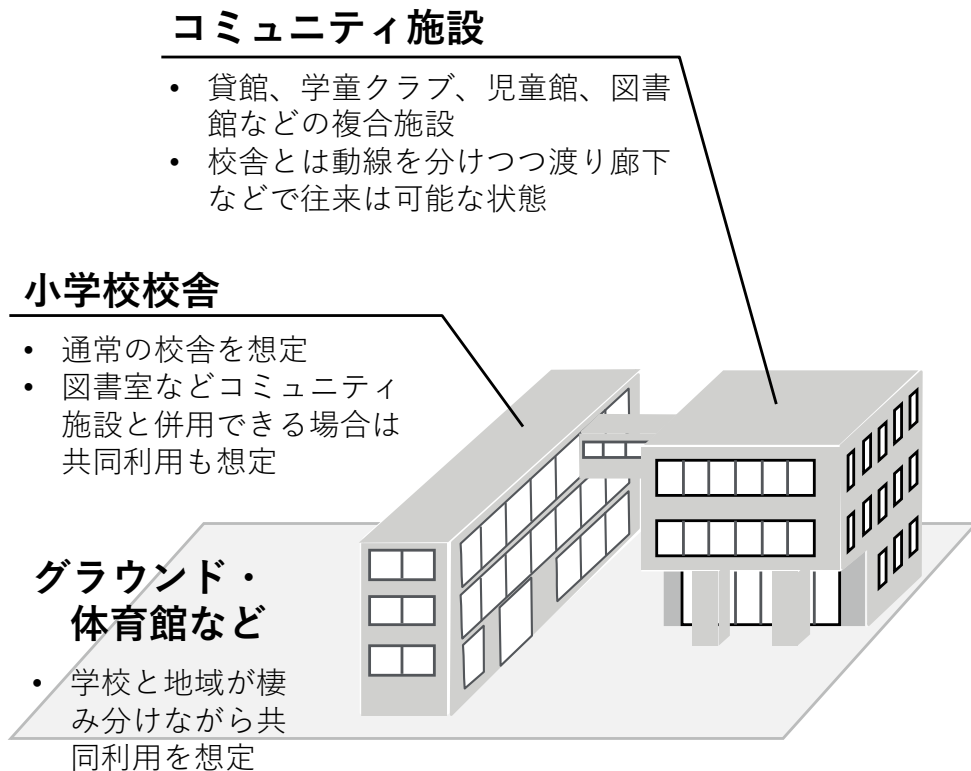 コミュニティ施設
• 貸館、学童クラブ、児童館、図書
館などの複合施設
• 校舎とは動線を分けつつ渡り廊下
などで往来は可能な状態
小学校校舎
• 通常の校舎を想定
• 図書室などコミュニティ
施設と併用できる場合は
共同利用も想定
グラウンド・
体育館など
• 学校と地域が棲
み分けながら共
同利用を想定